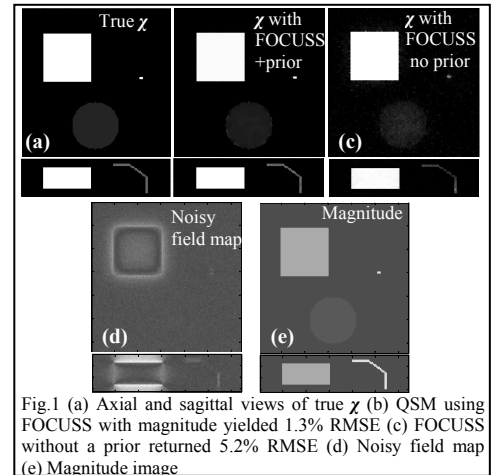 True χ
χ with
FOCUSS
+prior
χ with
FOCUSS
no prior
(a)
(b)
(c)
Noisy
field map
Magnitude
(d)
(e)
Fig.1 (a) Axial and sagittal views of true χ (b) QSM using
FOCUSS with magnitude yielded 1.3% RMSE (c) FOCUSS
without a prior returned 5.2% RMSE (d) Noisy field map
(e) Magnitude image